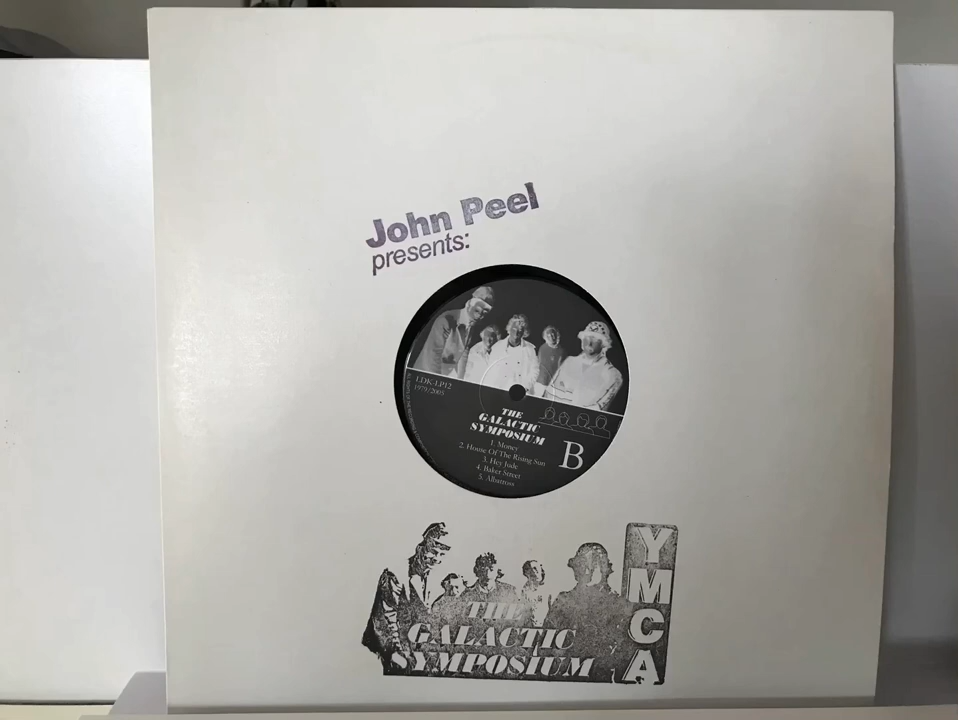 John Peel
presents:
LDK-LP12
1979/2005
THE
GALACTIC
SYMPOSIUM
1. Money
2. House Of The Rising Sun
3. Hey Jude
4. Baker Street
5. Albatross
B
THE
GALACTIC
SYMPOSIUM
YMCA